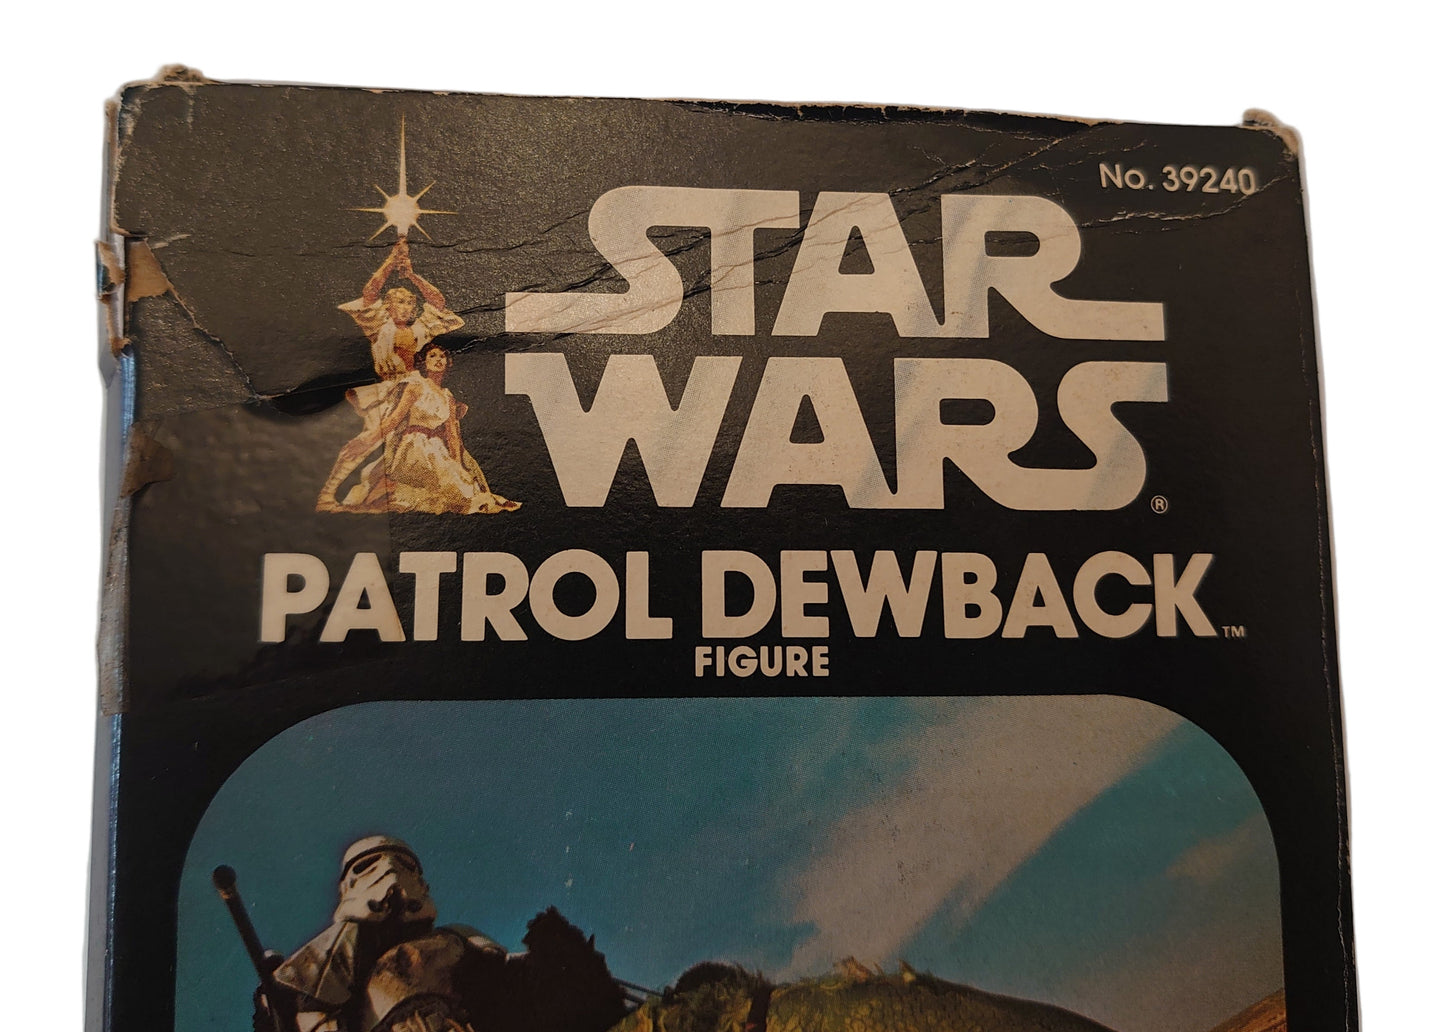 No. 39240
STAR
WARS®
PATROL DEWBACK™
FIGURE